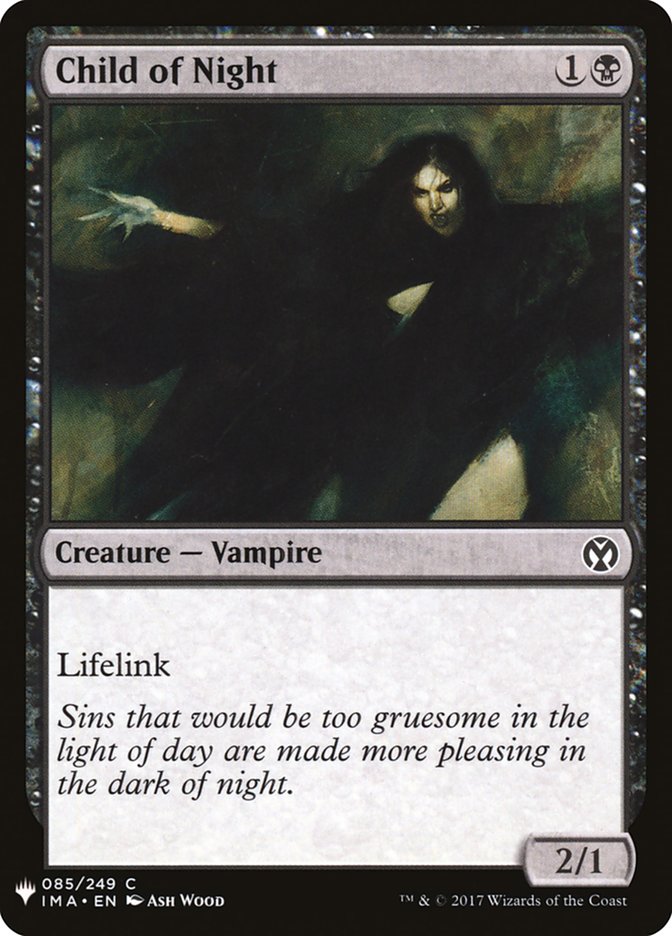 Child of Night 1
Creature — Vampire
Lifelink
Sins that would be too gruesome in the
light of day are made more pleasing in
the dark of night.
2/1
085/249 C
IMA • EN Ash Wood
™ & © 2017 Wizards of the Coast